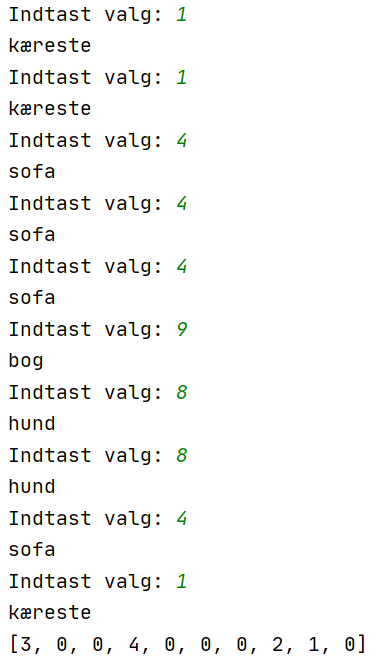 Indtast valg: 1
kæreste
Indtast valg: 1
kæreste
Indtast valg: 4
sofa
Indtast valg: 4
sofa
Indtast valg: 4
sofa
Indtast valg: 9
bog
Indtast valg: 8
hund
Indtast valg: 8
hund
Indtast valg: 4
sofa
Indtast valg: 1
kæreste
[3, 0, 0, 4, 0, 0, 0, 2, 1, 0]